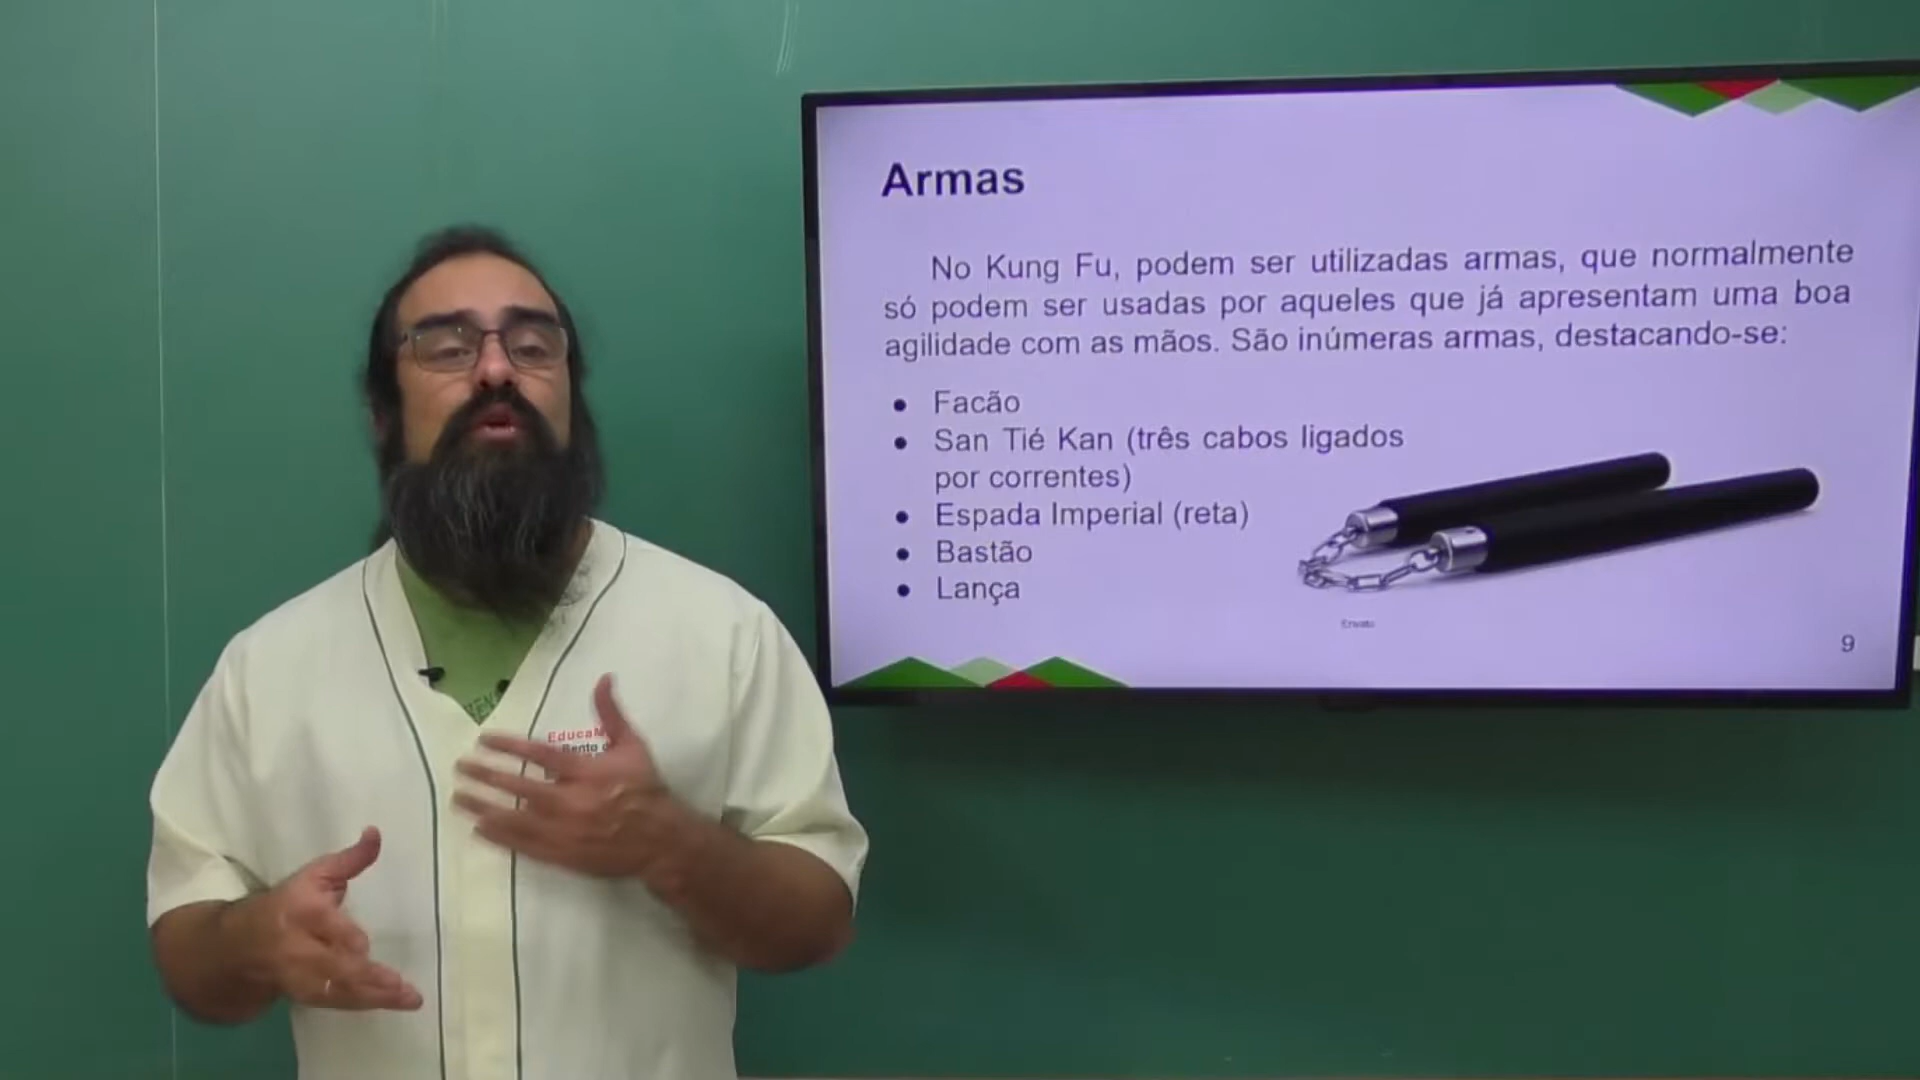 Armas
No Kung Fu, podem ser utilizadas armas, que normalmente
só podem ser usadas por aqueles que já apresentam uma boa
agilidade com as mãos. São inúmeras armas, destacando-se:
• Facão
• San Tié Kan (três cabos ligados
por correntes)
• Espada Imperial (reta)
• Bastão
• Lança
Envato
9